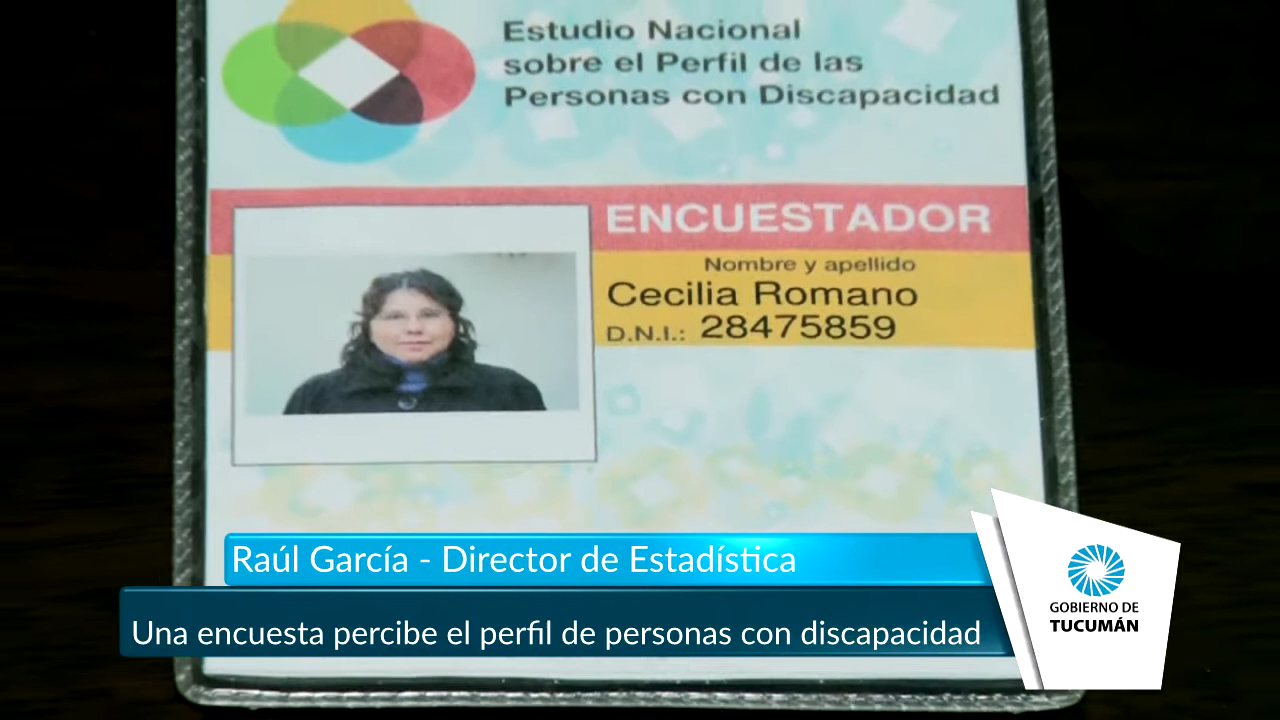 Estudio Nacional
sobre el Perfil de las
Personas con Discapacidad
ENCUESTADOR
Nombre y apellido
Cecilia Romano
D.N.I.: 28475859
Raúl García - Director de Estadística
Una encuesta percibe el perfil de personas con discapacidad
GOBIERNO DE
TUCUMÁN